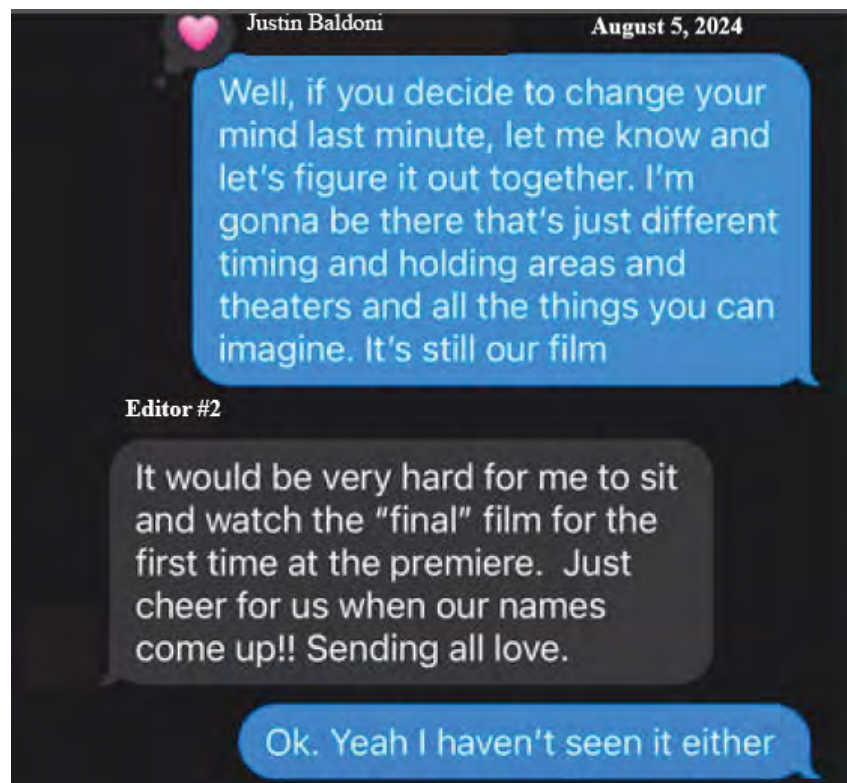 Justin Baldoni August 5, 2024
Well, if you decide to change your
mind last minute, let me know and
let's figure it out together. I'm
gonna be there that's just different
timing and holding areas and
theaters and all the things you can
imagine. It's still our film
Editor #2
It would be very hard for me to sit
and watch the “final” film for the
first time at the premiere.  Just
cheer for us when our names
come up!! Sending all love.
Ok. Yeah I haven't seen it either